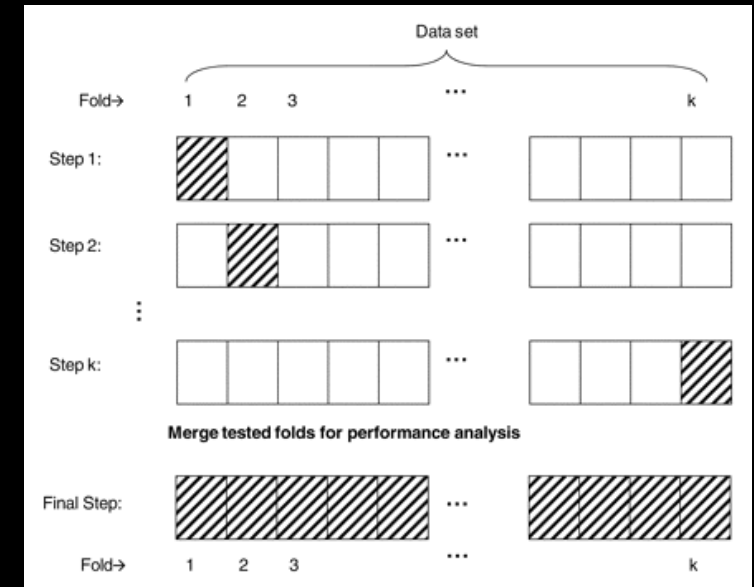 Data set
Fold→ 1 2 3 ... k
Step 1: ...
Step 2: ...
⋮
Step k: ...
Merge tested folds for performance analysis
Final Step: ...
Fold→ 1 2 3 ... k